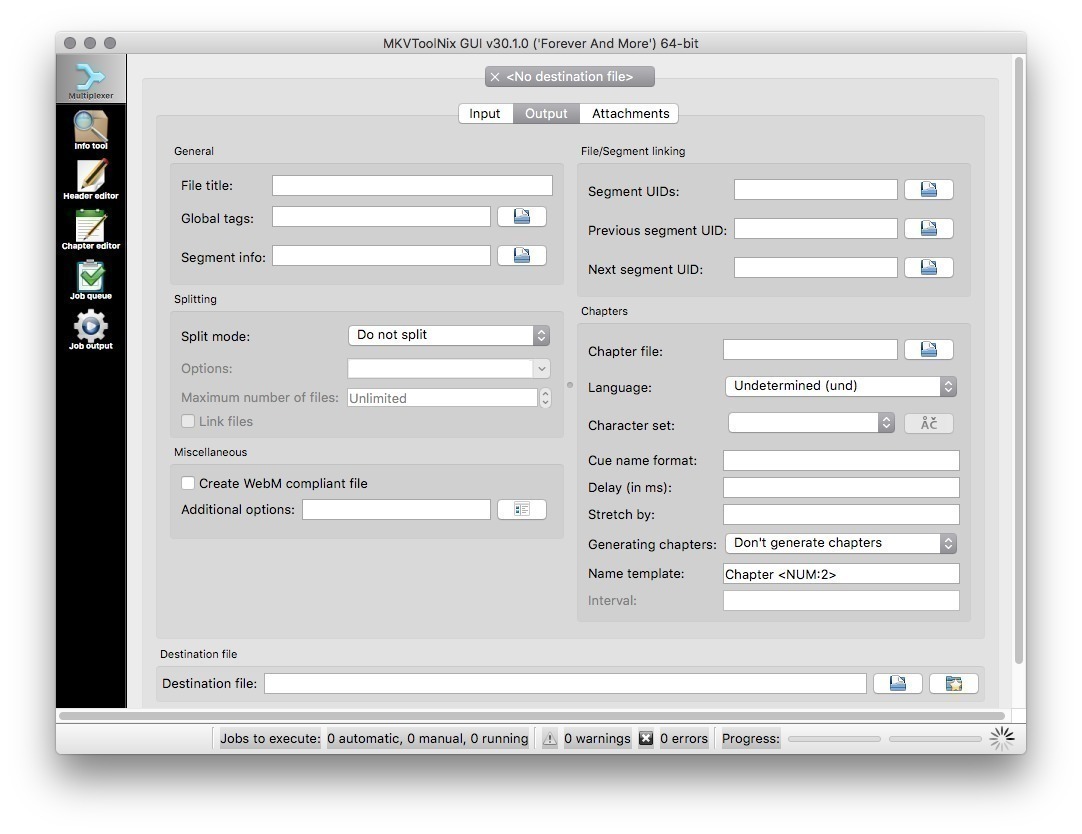 MKVToolNix GUI v30.1.0 ('Forever And More') 64-bit
Multiplexer
Info tool
Header editor
Chapter editor
Job queue
Job output
<No destination file>
Input Output Attachments
General
File title:
Global tags:
Segment info:
Splitting
Split mode: Do not split
Options:
Maximum number of files: Unlimited
Link files
Miscellaneous
Create WebM compliant file
Additional options:
File/Segment linking
Segment UIDs:
Previous segment UID:
Next segment UID:
Chapters
Chapter file:
Language: Undetermined (und)
Character set: Åč
Cue name format:
Delay (in ms):
Stretch by:
Generating chapters: Don't generate chapters
Name template: Chapter <NUM:2>
Interval:
Destination file
Destination file:
Jobs to execute: 0 automatic, 0 manual, 0 running 0 warnings 0 errors Progress: